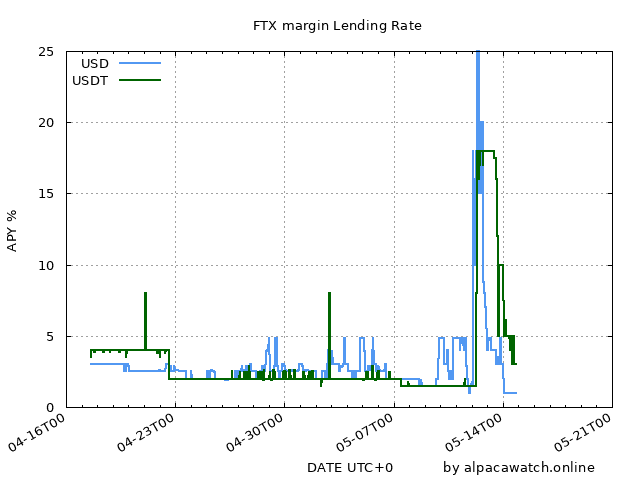 FTX margin Lending Rate
25
20
15
10
5
0
APY %
USD
USDT
04-16T00
04-23T00
04-30T00
05-07T00
05-14T00
05-21T00
DATE UTC+0
by alpacawatch.online